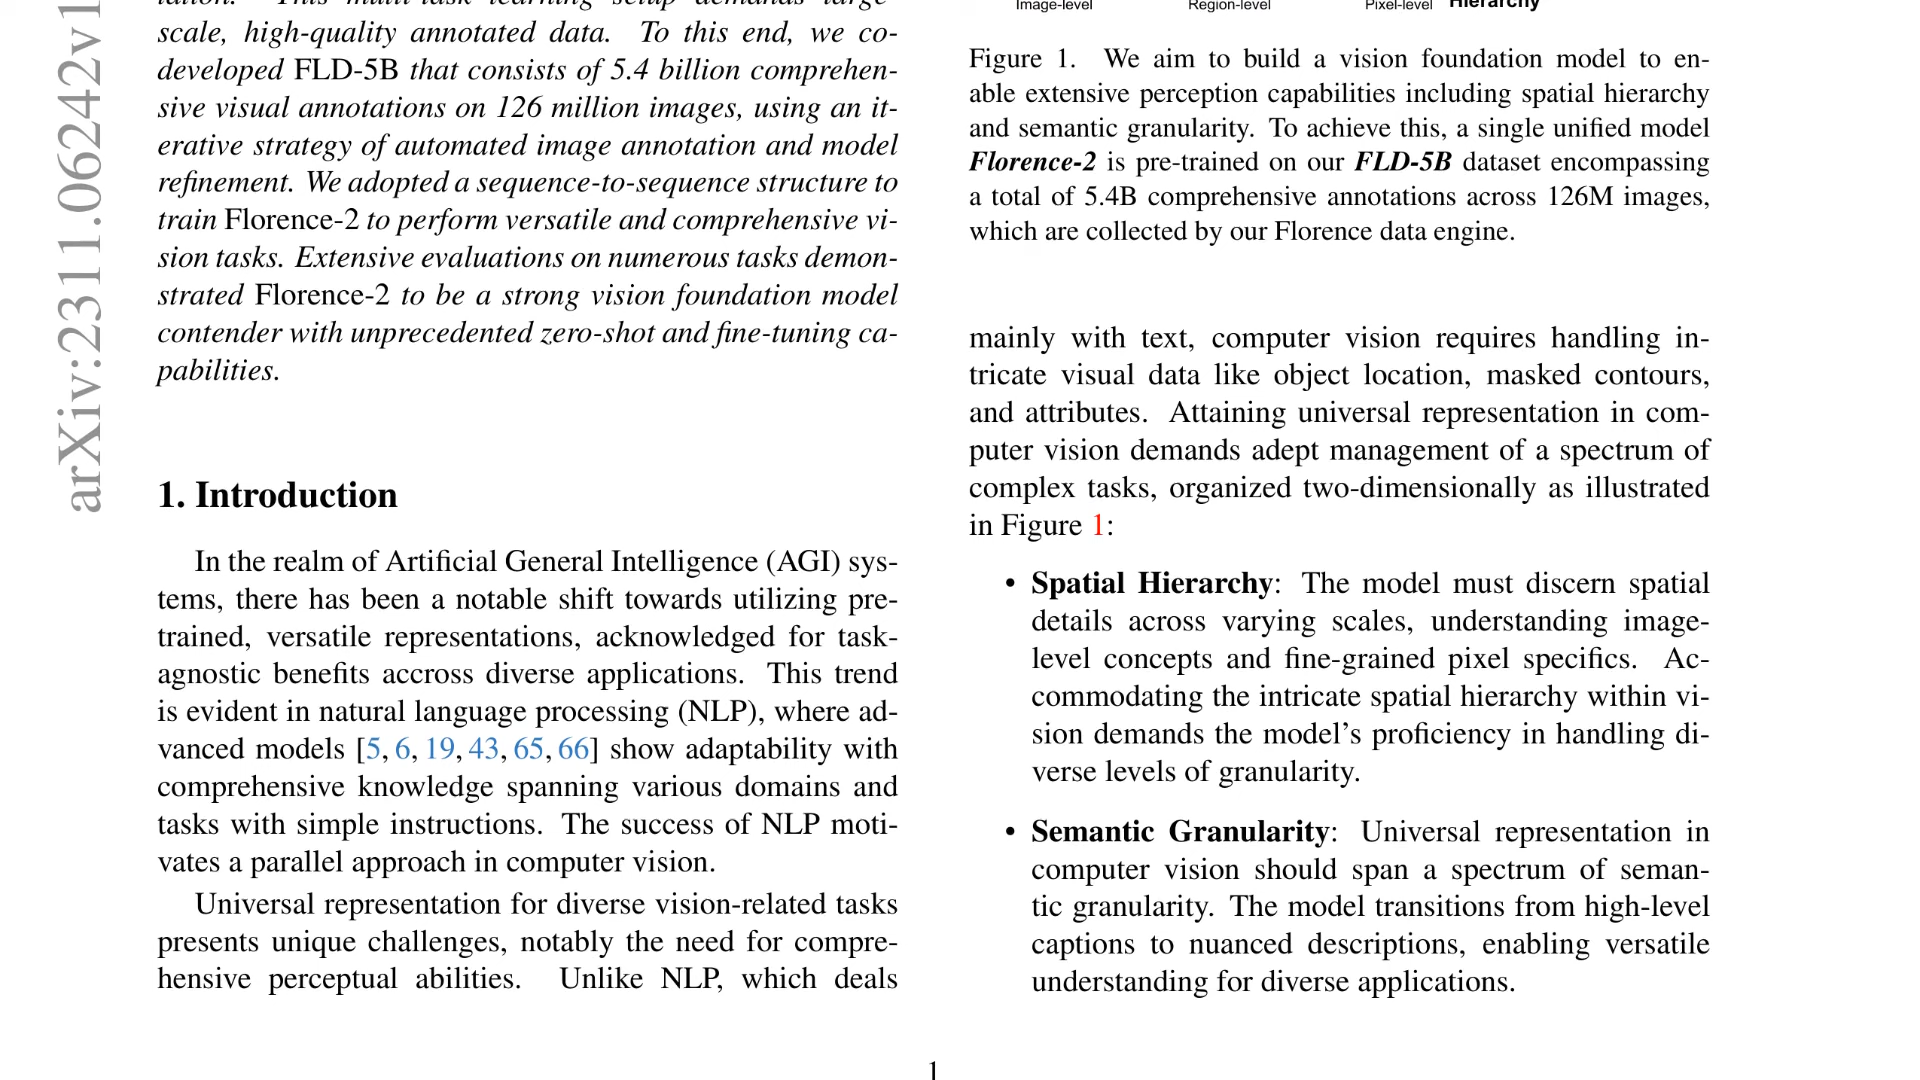 arXiv:2311.06242v1
scale, high-quality annotated data. To this end, we co-
developed FLD-5B that consists of 5.4 billion comprehen-
sive visual annotations on 126 million images, using an it-
erative strategy of automated image annotation and model
refinement. We adopted a sequence-to-sequence structure to
train Florence-2 to perform versatile and comprehensive vi-
sion tasks. Extensive evaluations on numerous tasks demon-
strated Florence-2 to be a strong vision foundation model
contender with unprecedented zero-shot and fine-tuning ca-
pabilities.
1. Introduction
In the realm of Artificial General Intelligence (AGI) sys-
tems, there has been a notable shift towards utilizing pre-
trained, versatile representations, acknowledged for task-
agnostic benefits accross diverse applications. This trend
is evident in natural language processing (NLP), where ad-
vanced models [5, 6, 19, 43, 65, 66] show adaptability with
comprehensive knowledge spanning various domains and
tasks with simple instructions. The success of NLP moti-
vates a parallel approach in computer vision.
Universal representation for diverse vision-related tasks
presents unique challenges, notably the need for compre-
hensive perceptual abilities. Unlike NLP, which deals
Image-level Region-level Pixel-level Hierarchy
Figure 1. We aim to build a vision foundation model to en-
able extensive perception capabilities including spatial hierarchy
and semantic granularity. To achieve this, a single unified model
Florence-2 is pre-trained on our FLD-5B dataset encompassing
a total of 5.4B comprehensive annotations across 126M images,
which are collected by our Florence data engine.
mainly with text, computer vision requires handling in-
tricate visual data like object location, masked contours,
and attributes. Attaining universal representation in com-
puter vision demands adept management of a spectrum of
complex tasks, organized two-dimensionally as illustrated
in Figure 1:
• Spatial Hierarchy: The model must discern spatial
details across varying scales, understanding image-
level concepts and fine-grained pixel specifics. Ac-
commodating the intricate spatial hierarchy within vi-
sion demands the model's proficiency in handling di-
verse levels of granularity.
• Semantic Granularity: Universal representation in
computer vision should span a spectrum of seman-
tic granularity. The model transitions from high-level
captions to nuanced descriptions, enabling versatile
understanding for diverse applications.
1